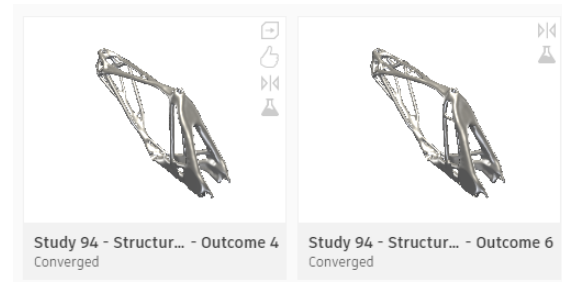 Study 94 - Structur... - Outcome 4
Converged
Study 94 - Structur... - Outcome 6
Converged